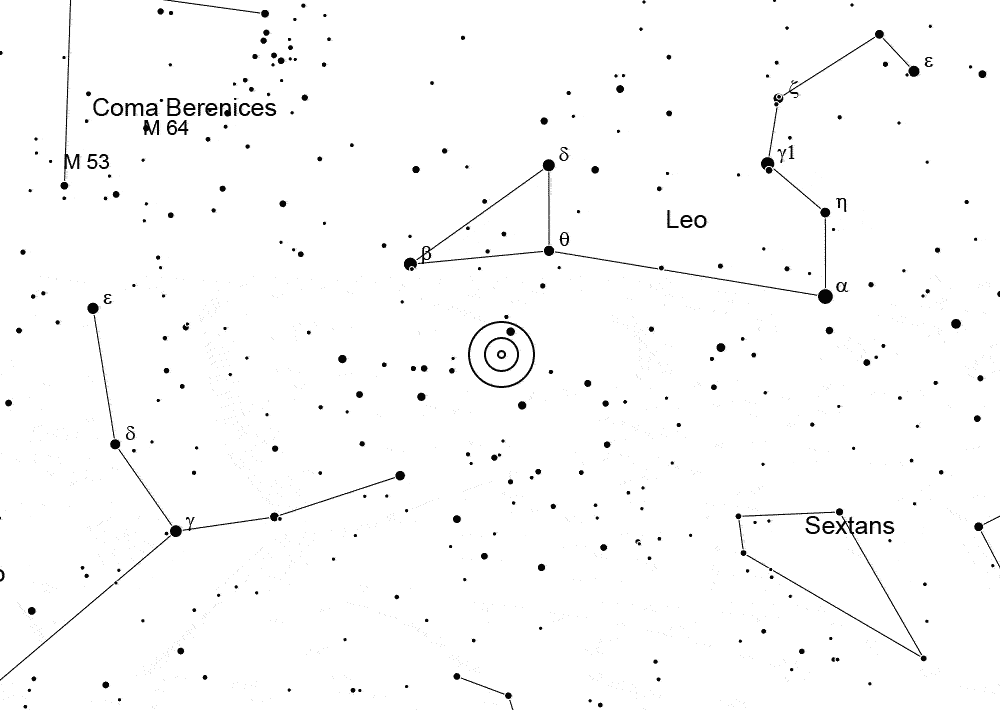 ε
ζ
Coma Berenices
M 64
γ1
δ
M 53
η
Leo
θ
β
α
ε
δ
γ
Sextans
o